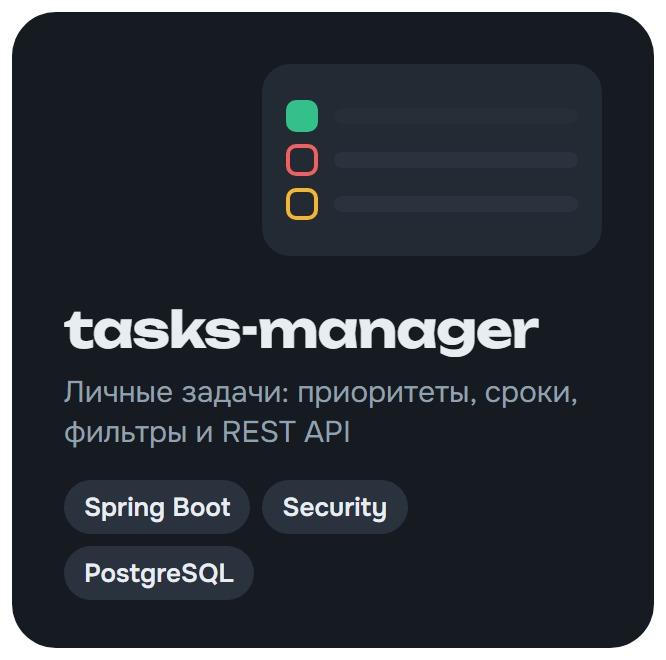 tasks-manager
Личные задачи: приоритеты, сроки,
фильтры и REST API
Spring Boot
Security
PostgreSQL